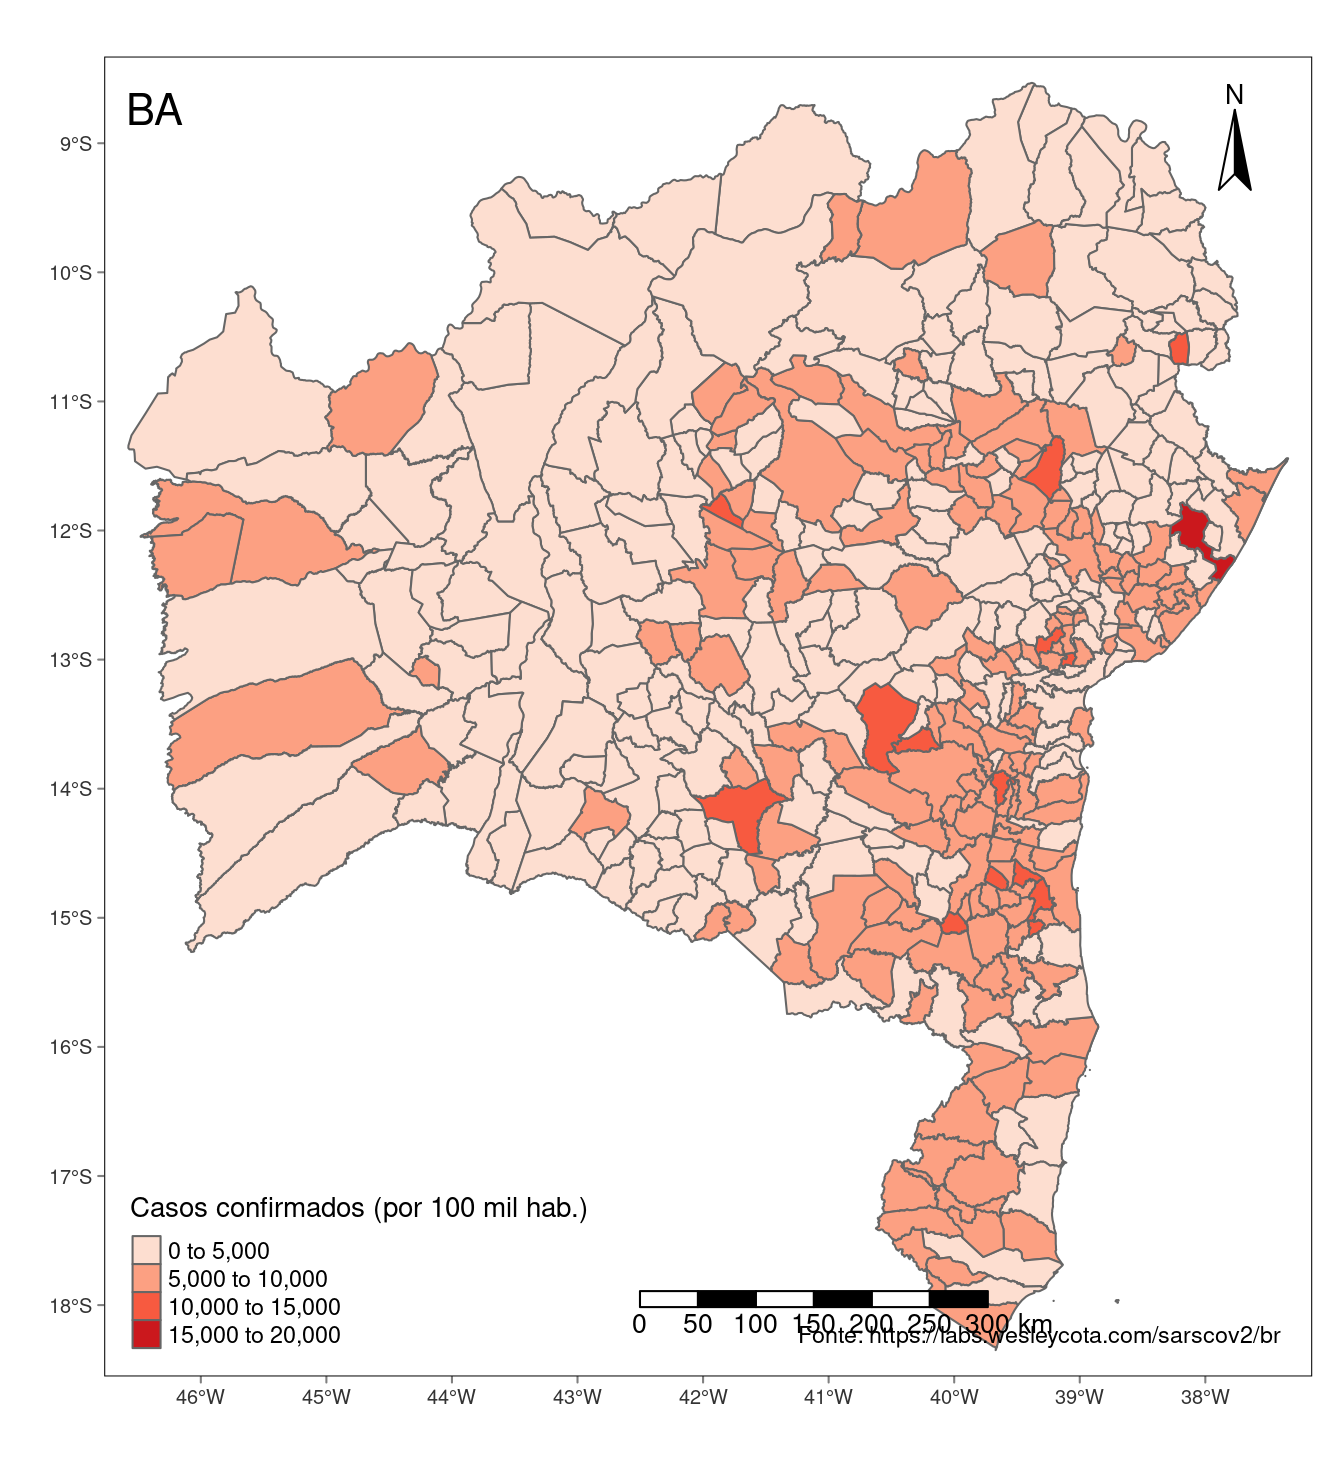 BA
N
9°S
10°S
11°S
12°S
13°S
14°S
15°S
16°S
17°S
18°S
Casos confirmados (por 100 mil hab.)
0 to 5,000
5,000 to 10,000
10,000 to 15,000
15,000 to 20,000
0 50 100 150 200 250 300 km
Fonte: https://labs.wesleycota.com/sarscov2/br
46°W 45°W 44°W 43°W 42°W 41°W 40°W 39°W 38°W